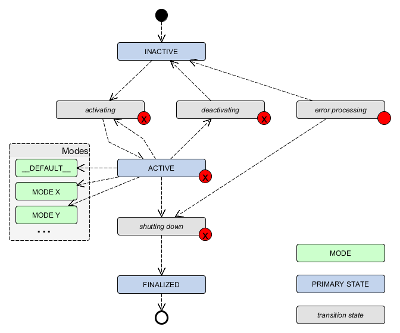 INACTIVE
activating
x
deactivating
x
error processing
Modes
__DEFAULT__
MODE X
MODE Y
•••
ACTIVE
x
shutting down
x
MODE
FINALIZED
PRIMARY STATE
transition state